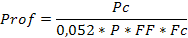 Prof = Pc / 0,052 * P * FF * Fc